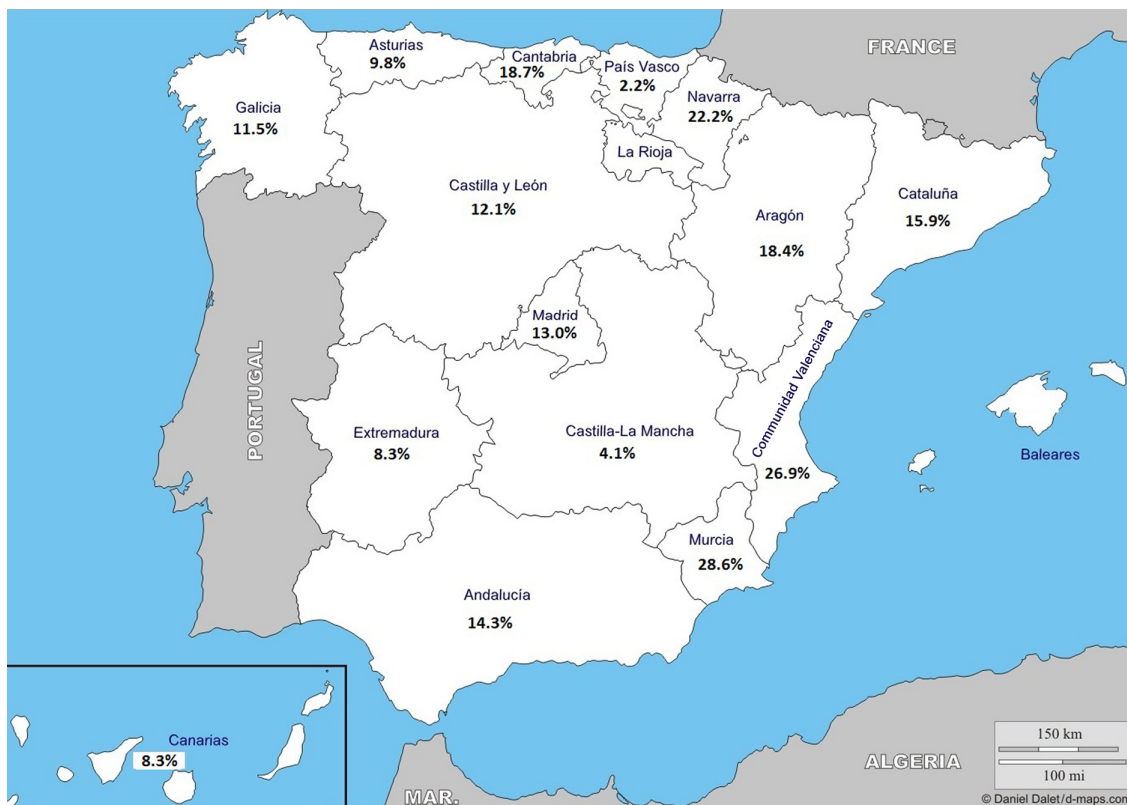 FRANCE
Asturias
9.8%
Cantabria
18.7%
País Vasco
2.2%
Navarra
22.2%
Galicia
11.5%
La Rioja
Castilla y León
12.1%
Aragón
18.4%
Cataluña
15.9%
Madrid
13.0%
PORTUGAL
Communidad Valenciana
26.9%
Extremadura
8.3%
Castilla-La Mancha
4.1%
Baleares
Murcia
28.6%
Andalucía
14.3%
Canarias
8.3%
MAR.
ALGERIA
150 km
100 mi
© Daniel Dalet/d-maps.com